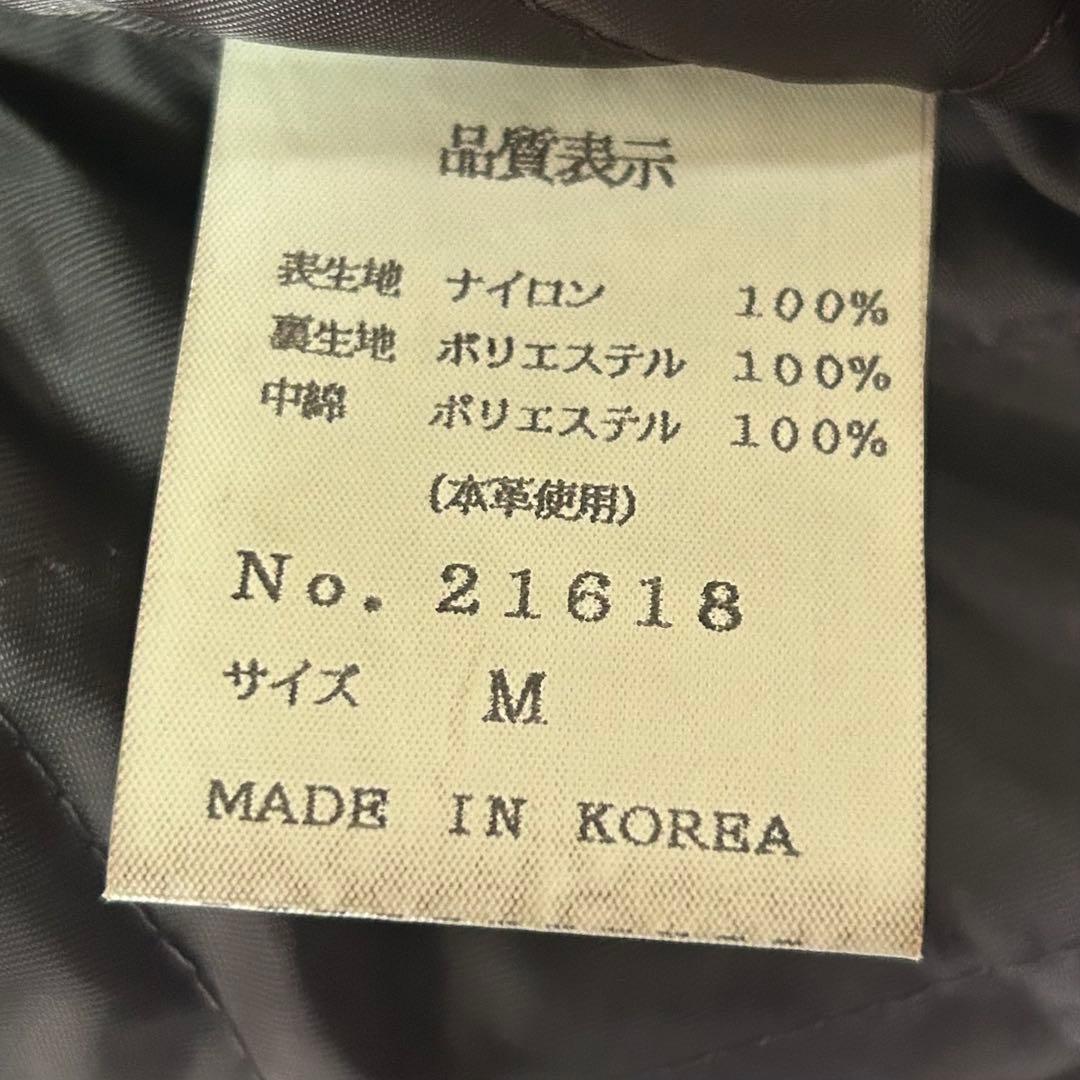 品質表示
表生地 ナイロン 100%
裏生地 ポリエステル 100%
中綿 ポリエステル 100%
(本革使用)
No. 21618
サイズ M
MADE IN KOREA